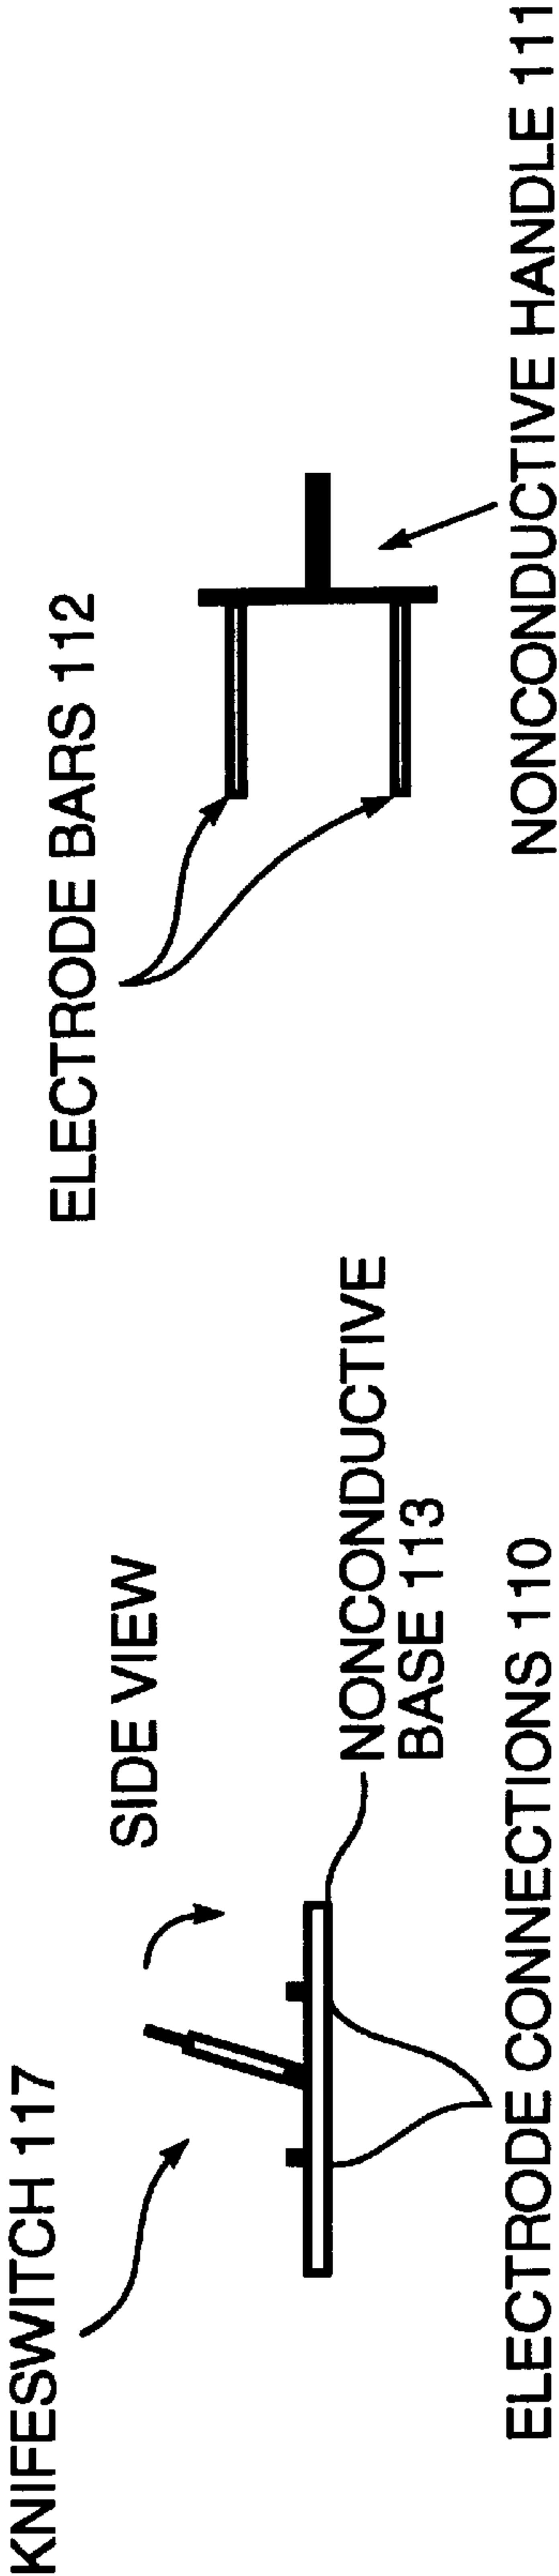 KNIFESWITCH 117
SIDE VIEW
NONCONDUCTIVE
BASE 113
ELECTRODE CONNECTIONS 110
ELECTRODE BARS 112
NONCONDUCTIVE HANDLE 111